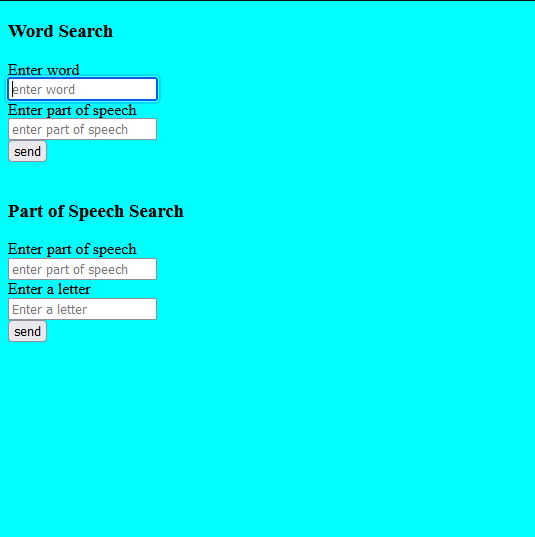 Word Search
Enter word
enter word
Enter part of speech
enter part of speech
send
Part of Speech Search
Enter part of speech
enter part of speech
Enter a letter
Enter a letter
send